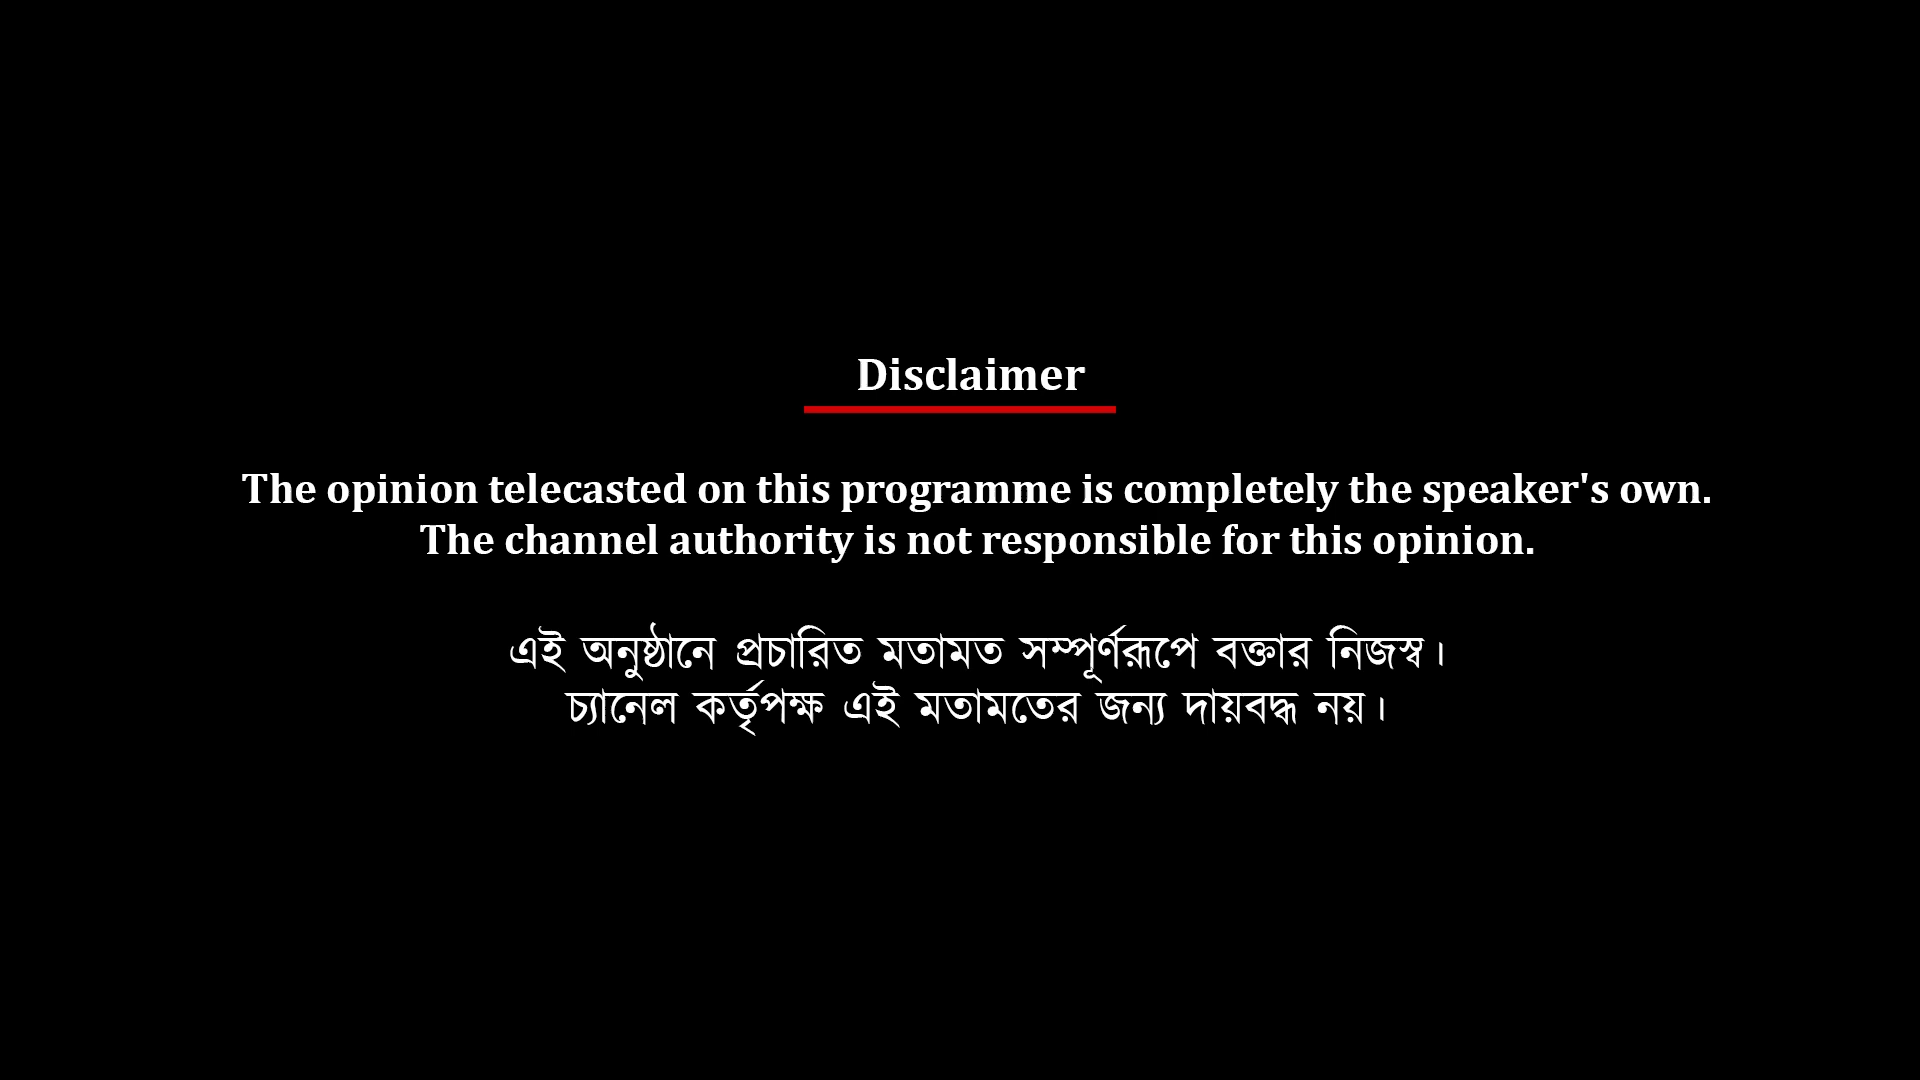 Disclaimer
The opinion telecasted on this programme is completely the speaker's own.
The channel authority is not responsible for this opinion.
এই অনুষ্ঠানে প্রচারিত মতামত সম্পূর্ণরূপে বক্তার নিজস্ব।
চ্যানেল কর্তৃপক্ষ এই মতামতের জন্য দায়বদ্ধ নয়।